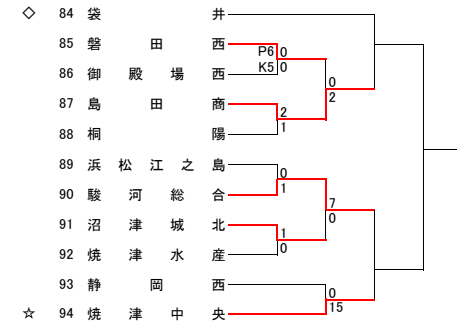 ◇ 84 袋井
85 磐田西
P6 0
86 御殿場西
K5 0
0
87 島田商
2
2
88 桐陽
1
89 浜松江之島
0
90 駿河総合
1
7
91 沼津城北
1
0
92 焼津水産
0
93 静岡西
0
☆ 94 焼津中央
15